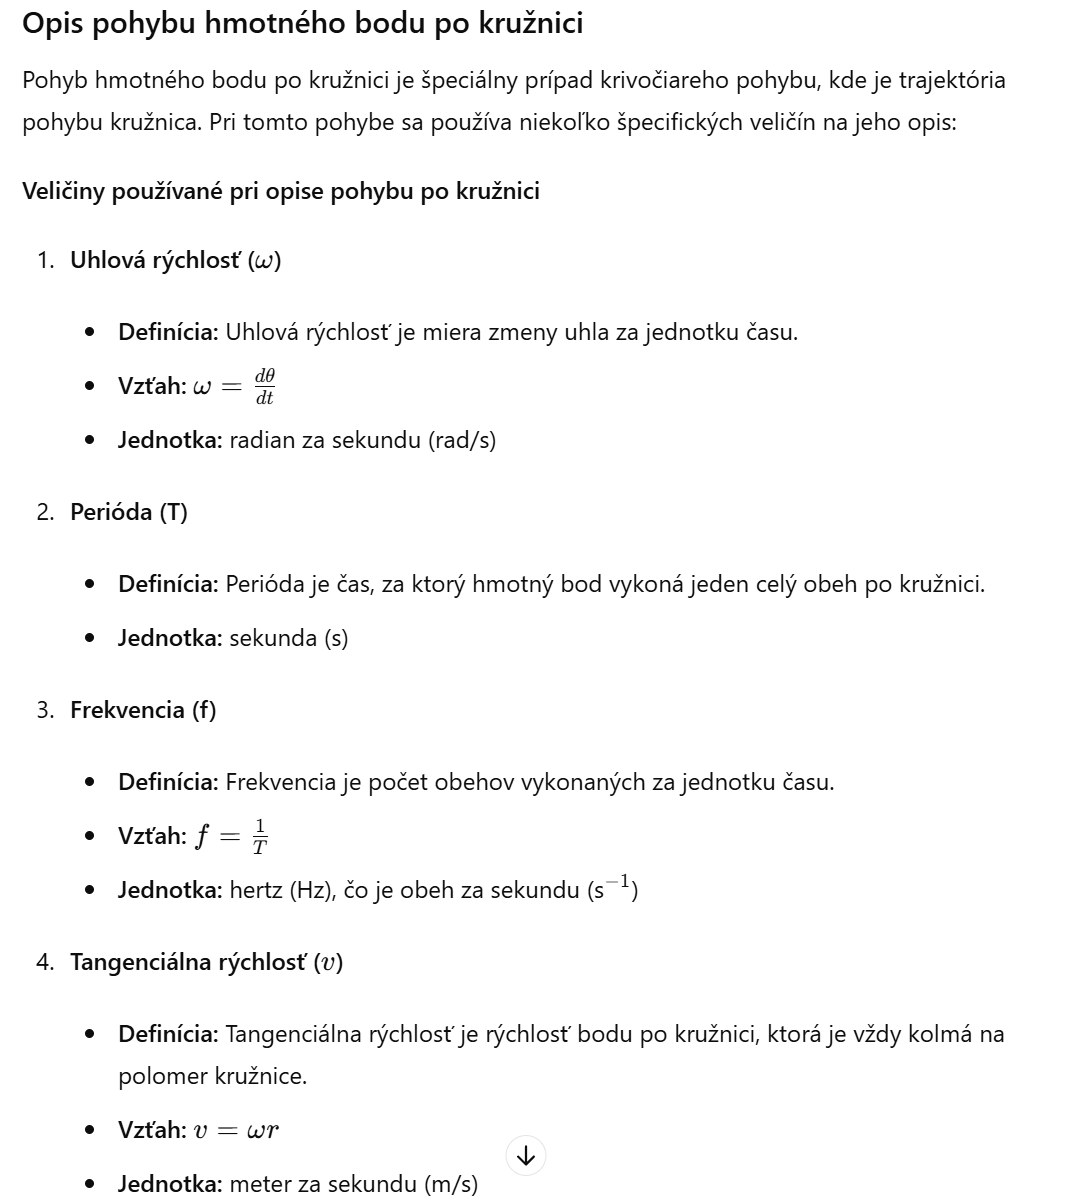 Opis pohybu hmotného bodu po kružnici
Pohyb hmotného bodu po kružnici je špeciálny prípad krivočiareho pohybu, kde je trajektória
pohybu kružnica. Pri tomto pohybe sa používa niekoľko špecifických veličín na jeho opis:
Veličiny používané pri opise pohybu po kružnici
1. Uhlová rýchlosť (ω)
• Definícia: Uhlová rýchlosť je miera zmeny uhla za jednotku času.
• Vzťah: ω = dθ/dt
• Jednotka: radian za sekundu (rad/s)
2. Perióda (T)
• Definícia: Perióda je čas, za ktorý hmotný bod vykoná jeden celý obeh po kružnici.
• Jednotka: sekunda (s)
3. Frekvencia (f)
• Definícia: Frekvencia je počet obehov vykonaných za jednotku času.
• Vzťah: f = 1/T
• Jednotka: hertz (Hz), čo je obeh za sekundu (s⁻¹)
4. Tangenciálna rýchlosť (v)
• Definícia: Tangenciálna rýchlosť je rýchlosť bodu po kružnici, ktorá je vždy kolmá na
polomer kružnice.
• Vzťah: v = ωr
• Jednotka: meter za sekundu (m/s)